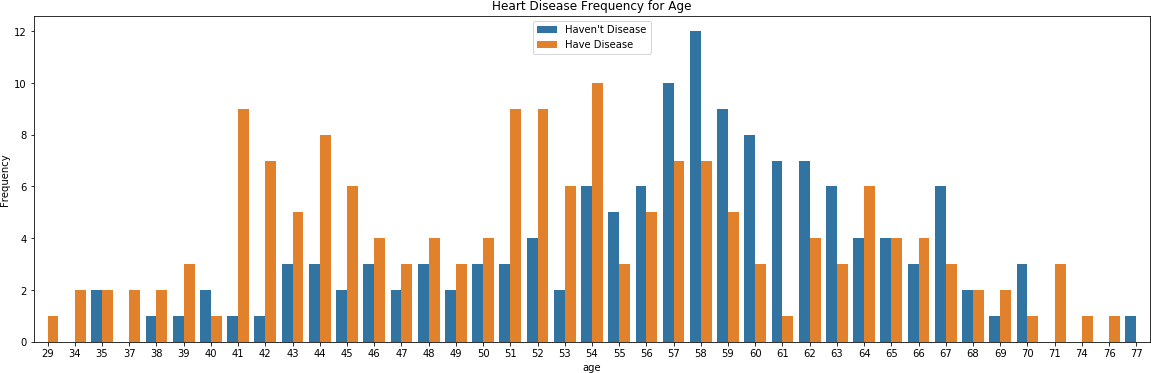 Heart Disease Frequency for Age
Haven't Disease
Have Disease
Frequency
12
10
8
6
4
2
0
29 34 35 37 38 39 40 41 42 43 44 45 46 47 48 49 50 51 52 53 54 55 56 57 58 59 60 61 62 63 64 65 66 67 68 69 70 71 74 76 77
age